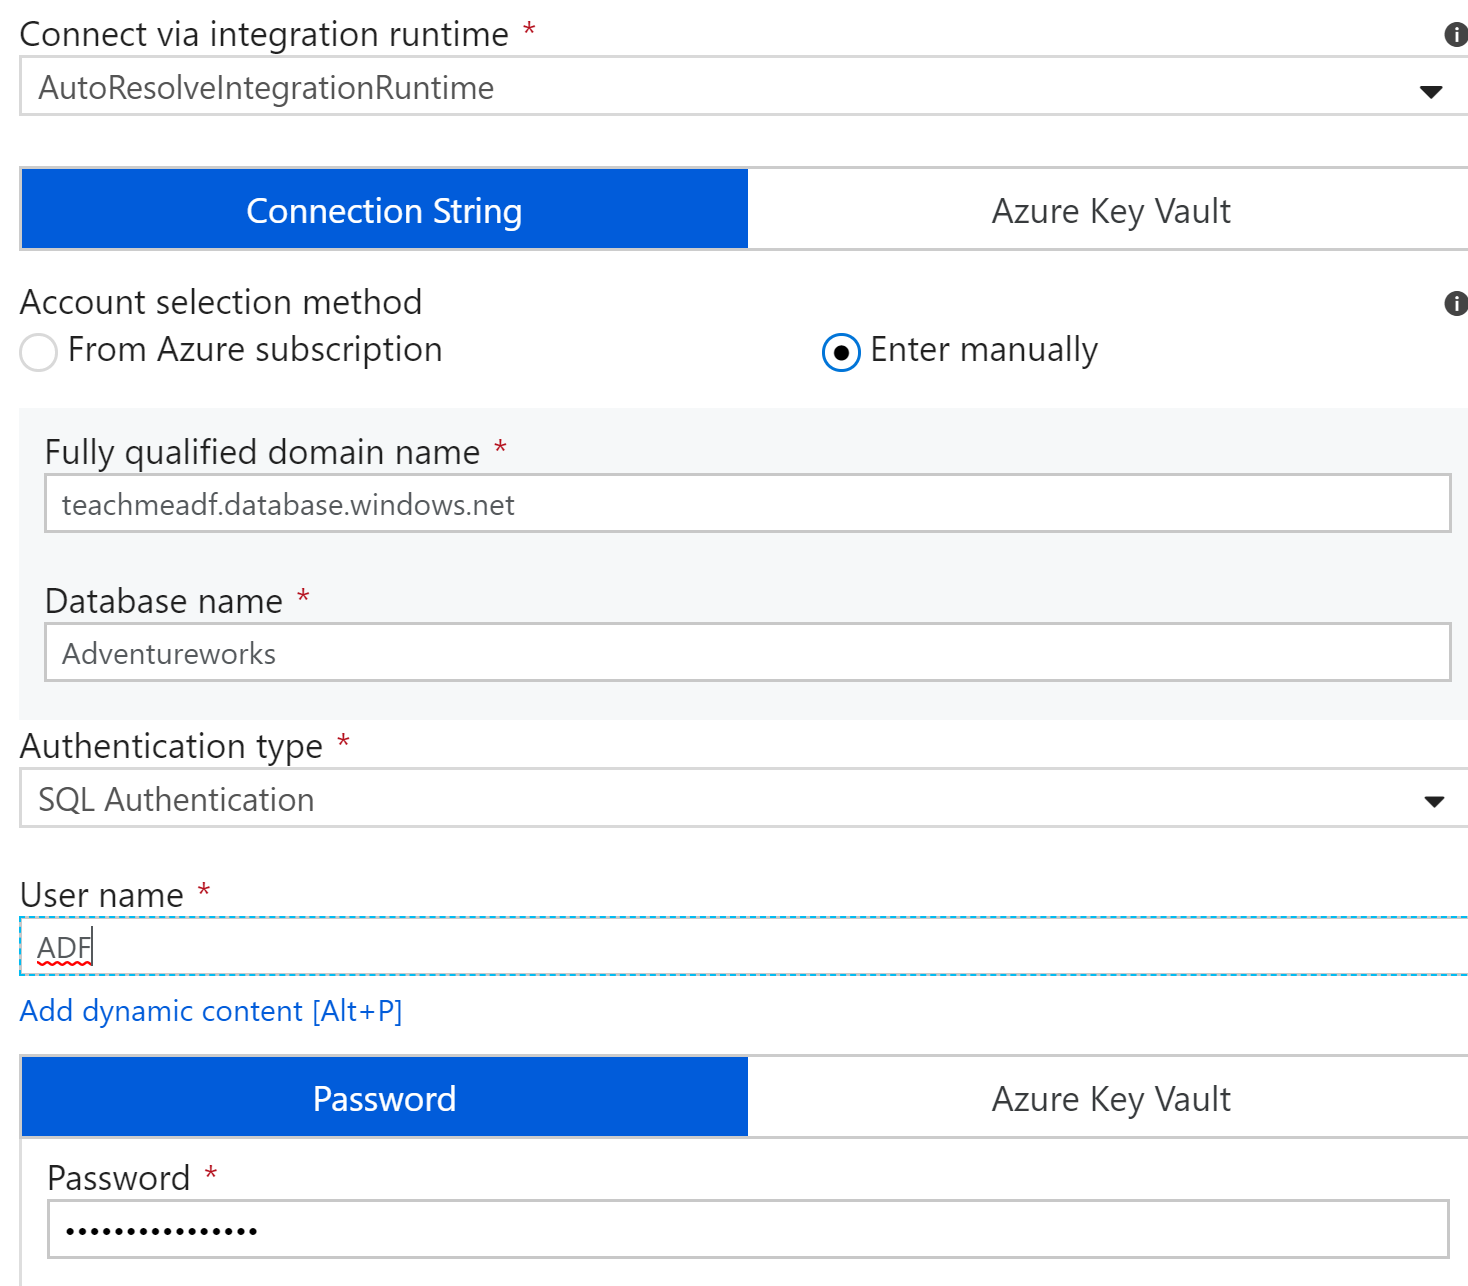 Connect via integration runtime *
AutoResolveIntegrationRuntime
Connection String
Azure Key Vault
Account selection method
From Azure subscription
Enter manually
Fully qualified domain name *
teachmeadf.database.windows.net
Database name *
Adventureworks
Authentication type *
SQL Authentication
User name *
ADF
Add dynamic content [Alt+P]
Password
Azure Key Vault
Password *
••••••••••••••••